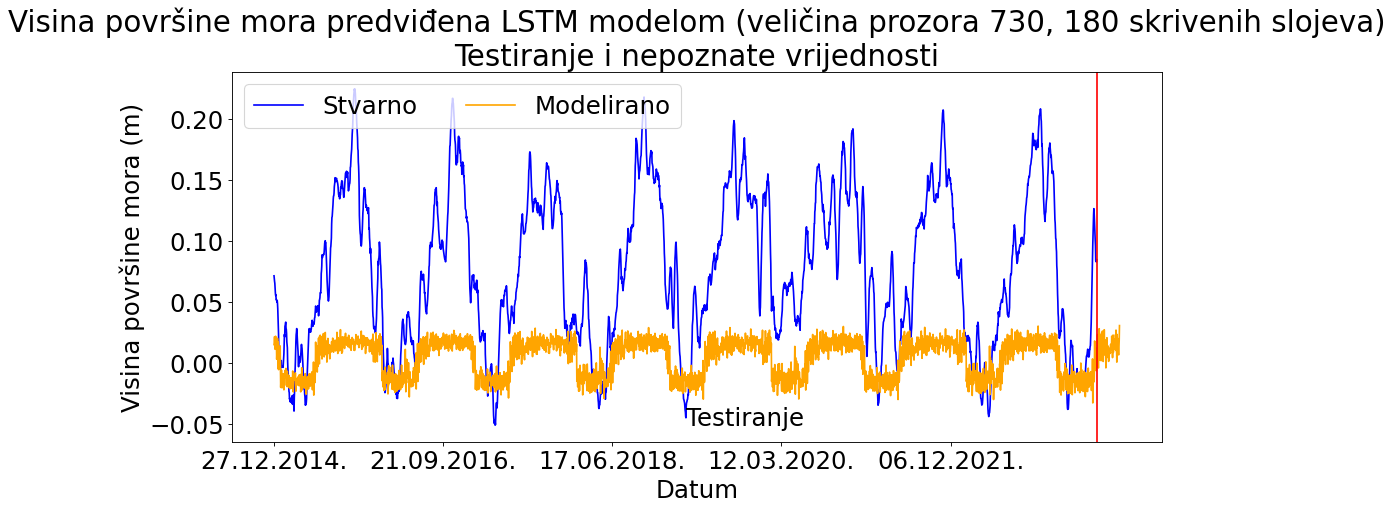 Visina površine mora predviđena LSTM modelom (veličina prozora 730, 180 skrivenih slojeva)
Testiranje i nepoznate vrijednosti
Stvarno
Modelirano
Visina površine mora (m)
0.20
0.15
0.10
0.05
0.00
−0.05
Testiranje
27.12.2014.
21.09.2016.
17.06.2018.
12.03.2020.
06.12.2021.
Datum